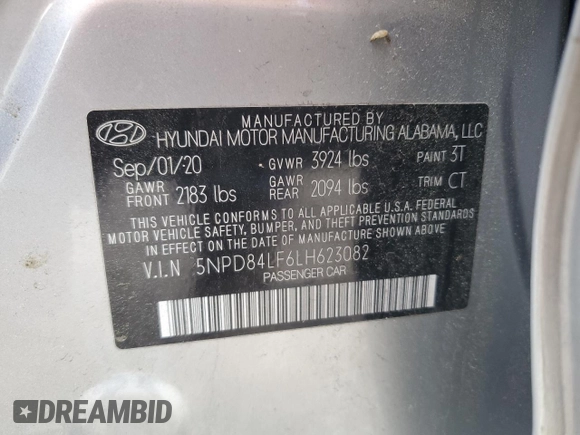 MANUFACTURED BY
HYUNDAI MOTOR MANUFACTURING ALABAMA, LLC
Sep/01/20 GVWR 3924 lbs PAINT 3T
GAWR FRONT 2183 lbs GAWR REAR 2094 lbs TRIM CT
THIS VEHICLE CONFORMS TO ALL APPLICABLE U.S.A. FEDERAL
MOTOR VEHICLE SAFETY, BUMPER, AND THEFT PREVENTION STANDARDS
IN EFFECT ON THE DATE OF MANUFACTURE SHOWN ABOVE.
V.I.N 5NPD84LF6LH623082
PASSENGER CAR
DREAMBID